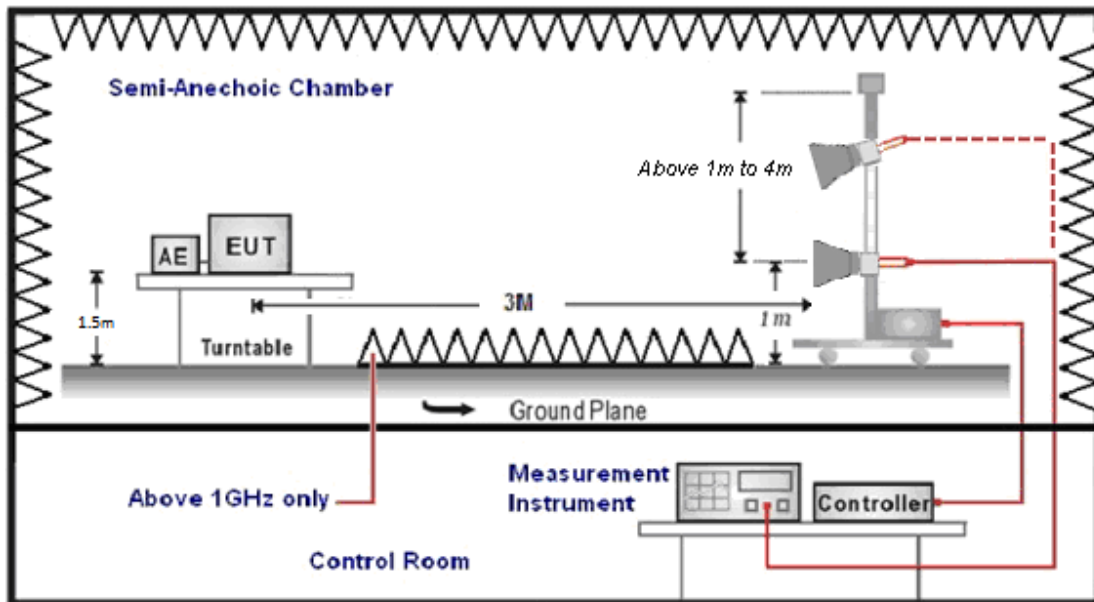 Semi-Anechoic Chamber
Above 1m to 4m
AE
EUT
1.5m
3M
1m
Turntable
Ground Plane
Above 1GHz only
Measurement
Instrument
Controller
Control Room